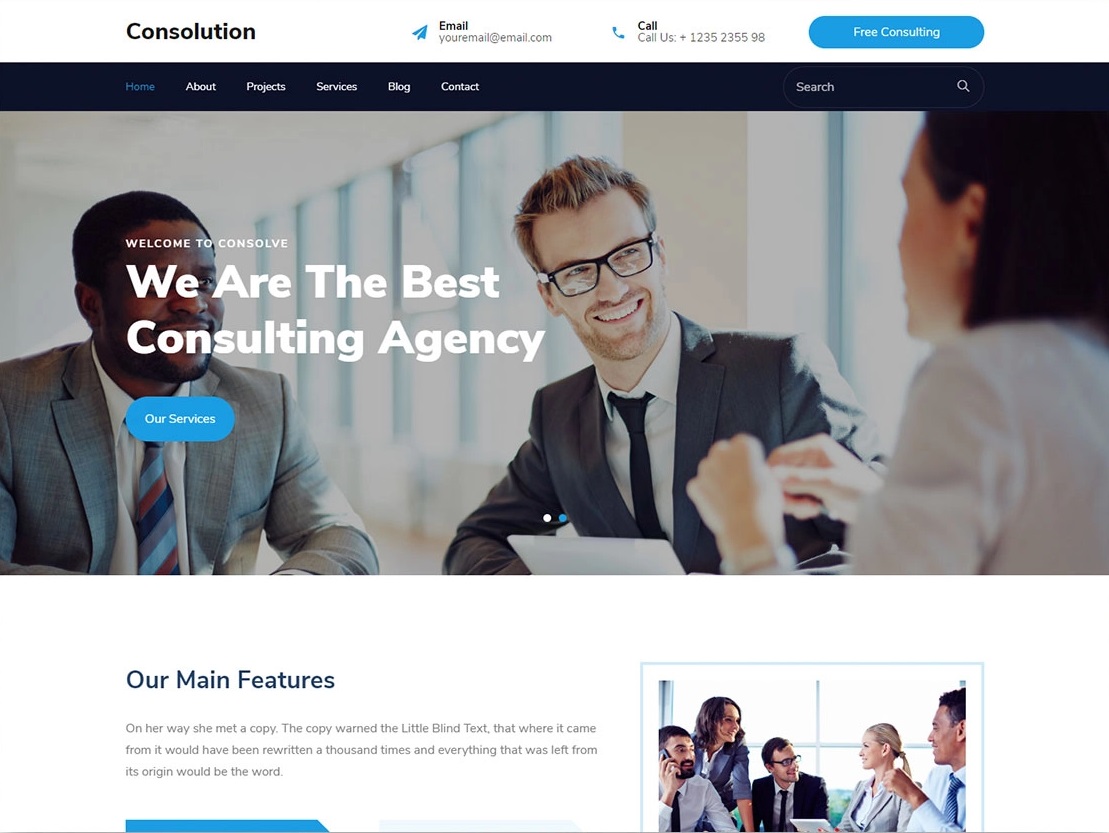 Consolution
Email
youremail@email.com
Call
Call Us: + 1235 2355 98
Free Consulting
Home
About
Projects
Services
Blog
Contact
Search
WELCOME TO CONSOLVE
We Are The Best
Consulting Agency
Our Services
Our Main Features
On her way she met a copy. The copy warned the Little Blind Text, that where it came
from it would have been rewritten a thousand times and everything that was left from
its origin would be the word.